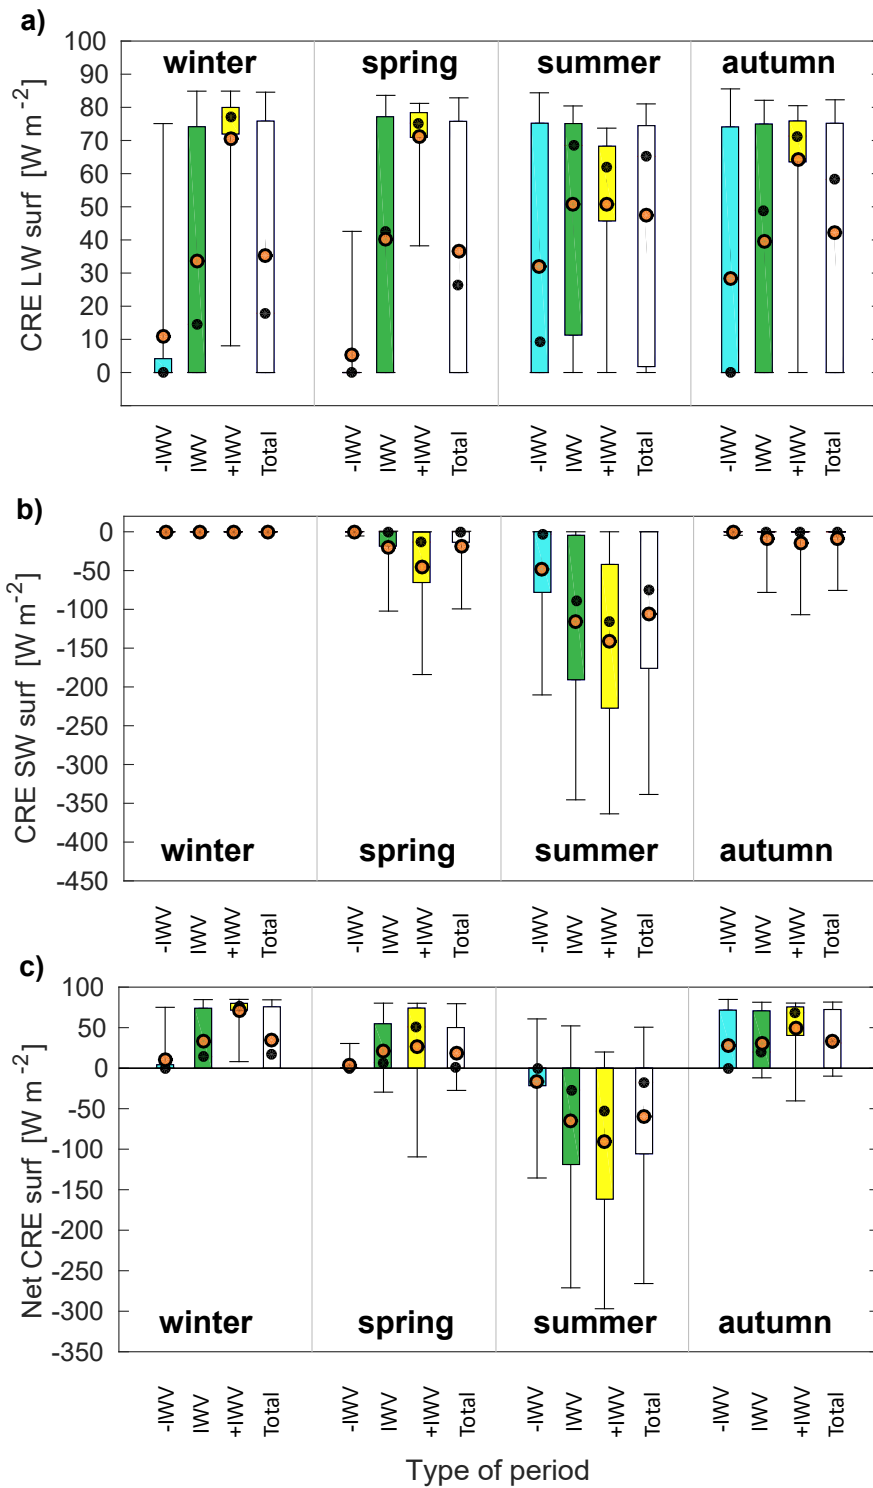 a)
winter spring summer autumn
100
90
80
70
60
50
40
30
20
10
0
CRE LW surf [W m-2]
-IWV IWV +IWV Total -IWV IWV +IWV Total -IWV IWV +IWV Total -IWV IWV +IWV Total
b)
0
-50
-100
-150
-200
-250
-300
-350
-400
-450
CRE SW surf [W m-2]
winter spring summer autumn
-IWV IWV +IWV Total -IWV IWV +IWV Total -IWV IWV +IWV Total -IWV IWV +IWV Total
c)
100
50
0
-50
-100
-150
-200
-250
-300
-350
Net CRE surf [W m-2]
winter spring summer autumn
-IWV IWV +IWV Total -IWV IWV +IWV Total -IWV IWV +IWV Total -IWV IWV +IWV Total
Type of period